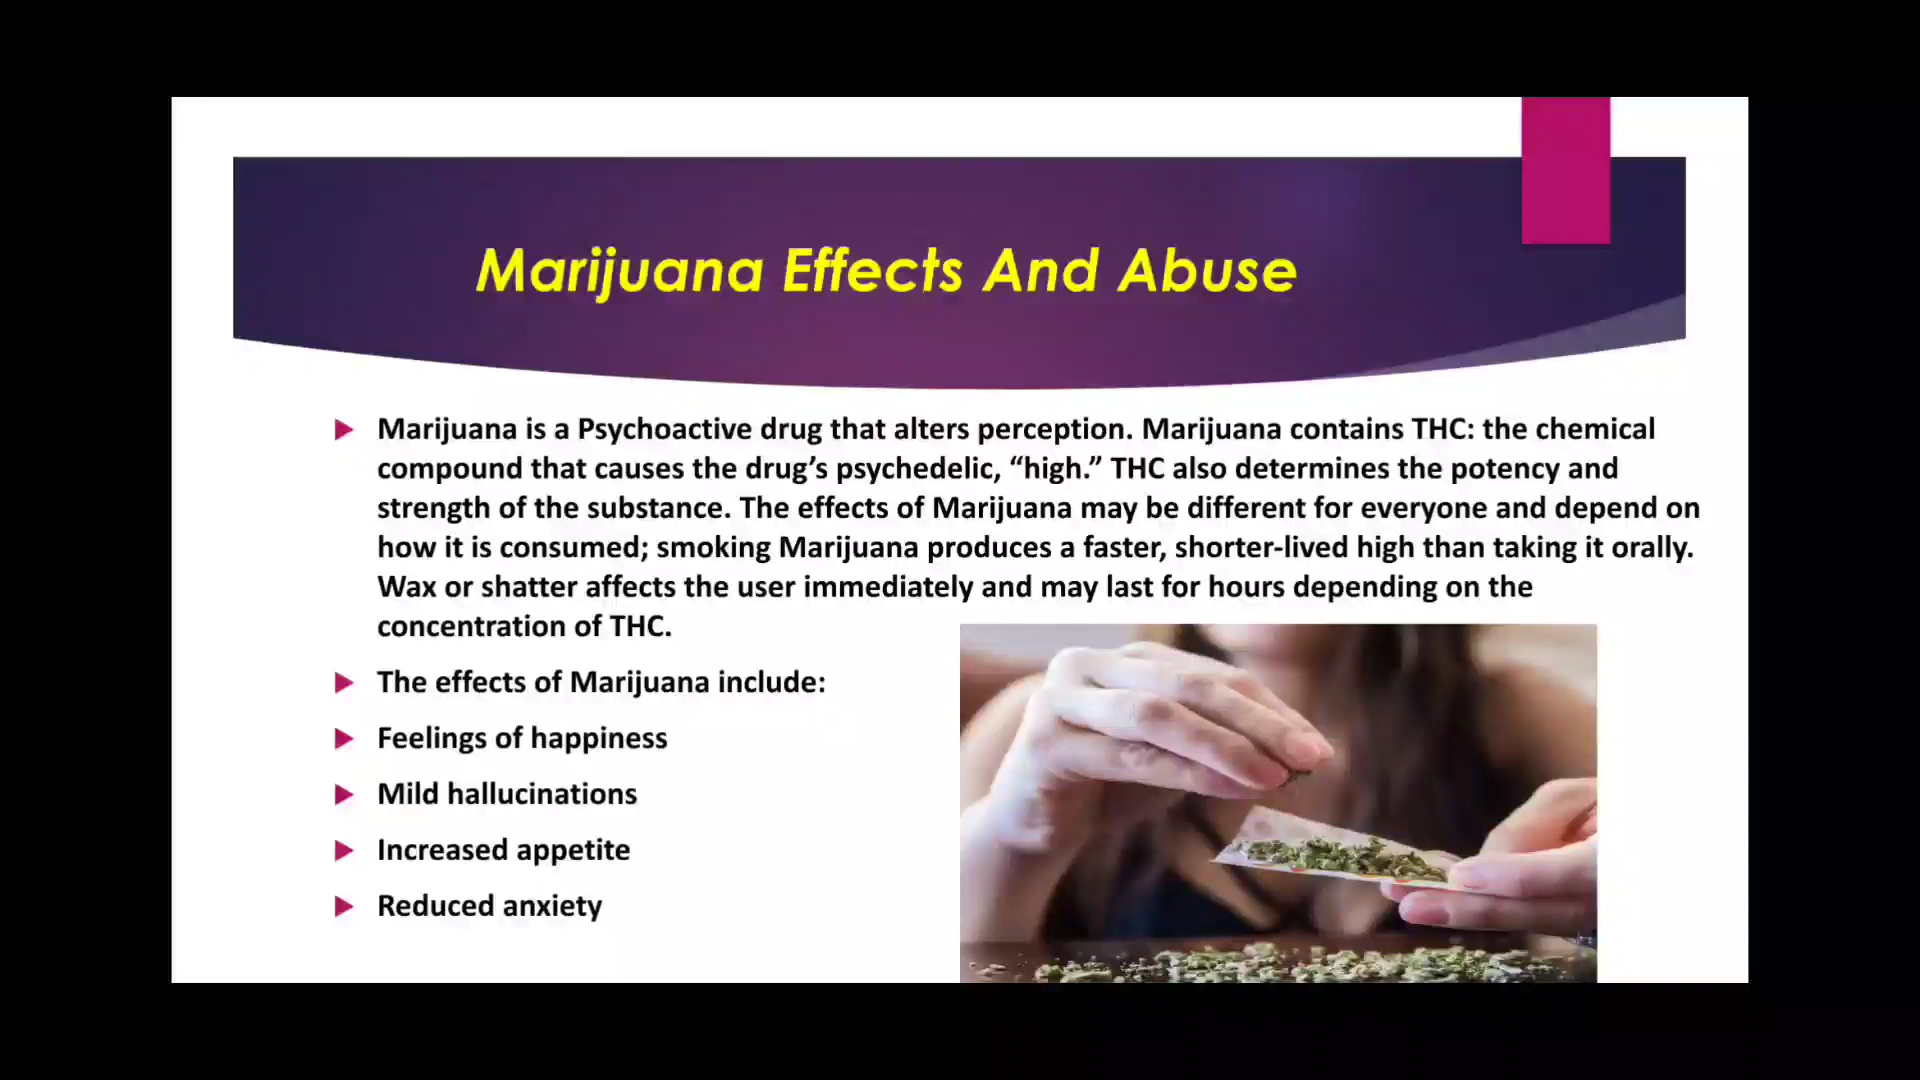 Marijuana Effects And Abuse
Marijuana is a Psychoactive drug that alters perception. Marijuana contains THC: the chemical
compound that causes the drug’s psychedelic, “high.” THC also determines the potency and
strength of the substance. The effects of Marijuana may be different for everyone and depend on
how it is consumed; smoking Marijuana produces a faster, shorter-lived high than taking it orally.
Wax or shatter affects the user immediately and may last for hours depending on the
concentration of THC.
The effects of Marijuana include:
Feelings of happiness
Mild hallucinations
Increased appetite
Reduced anxiety